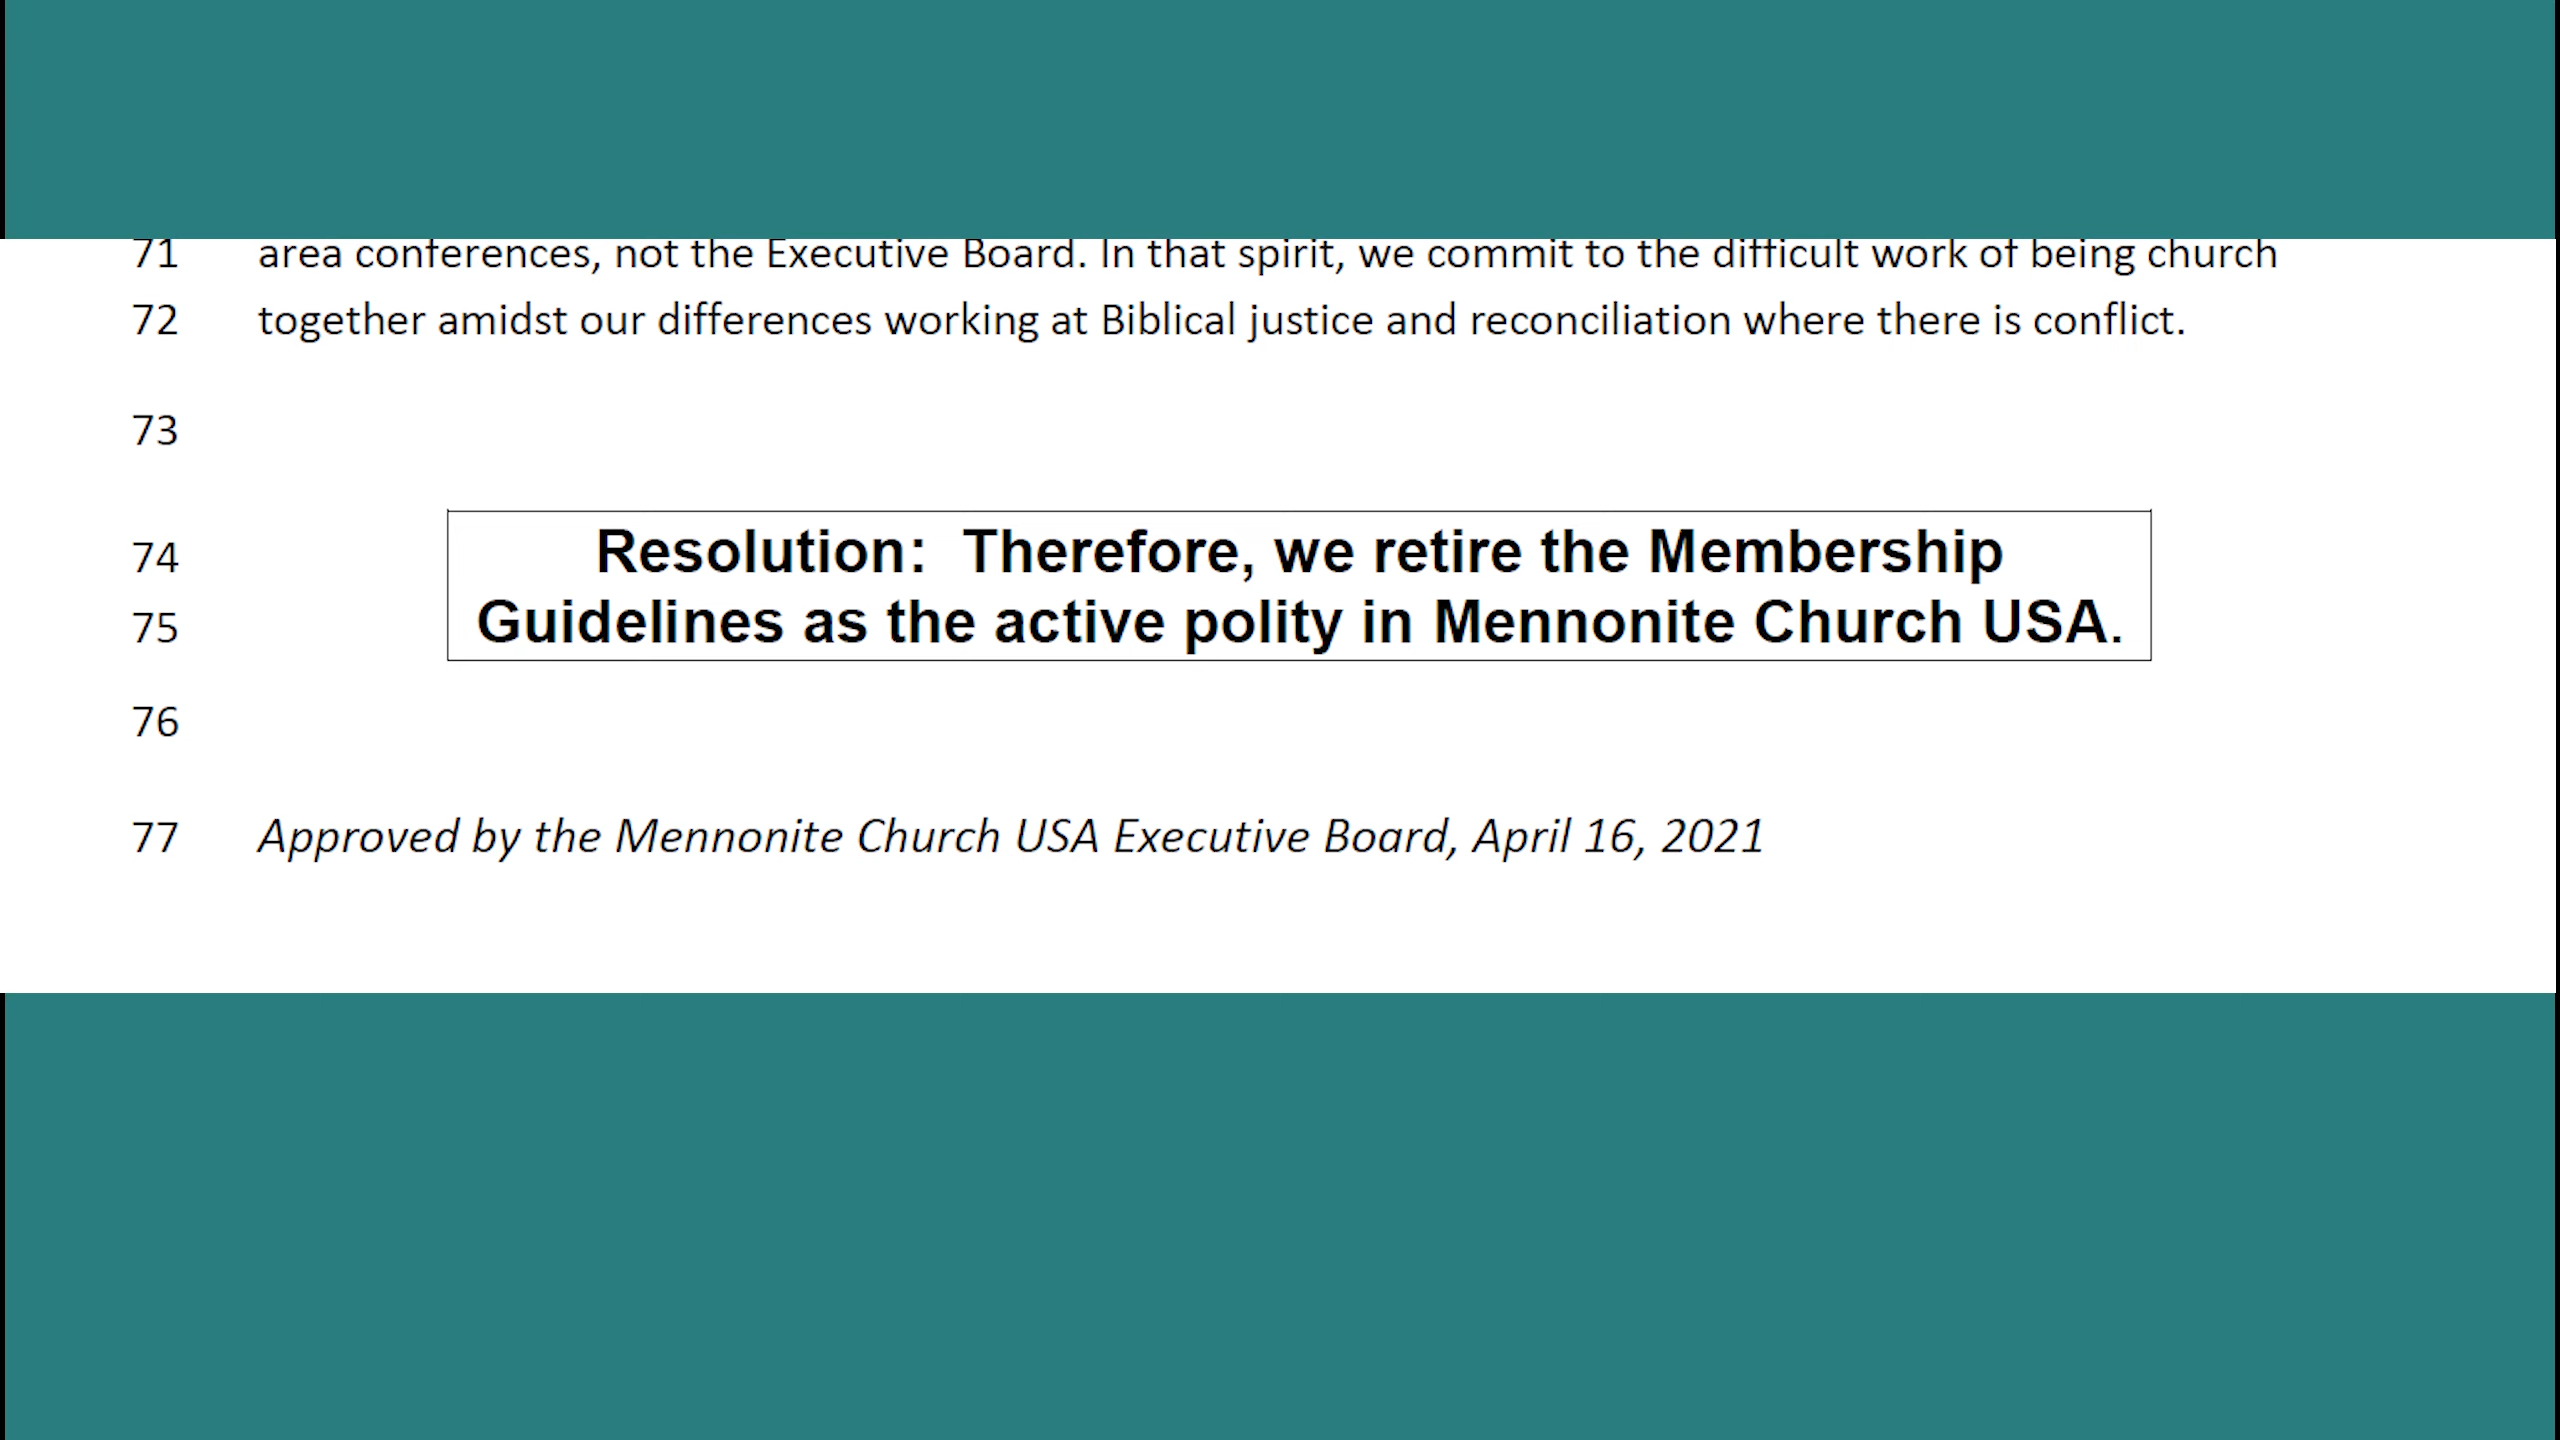 71 area conferences, not the Executive Board. In that spirit, we commit to the difficult work of being church
72 together amidst our differences working at Biblical justice and reconciliation where there is conflict.
73
74 Resolution: Therefore, we retire the Membership
75 Guidelines as the active polity in Mennonite Church USA.
76
77 Approved by the Mennonite Church USA Executive Board, April 16, 2021